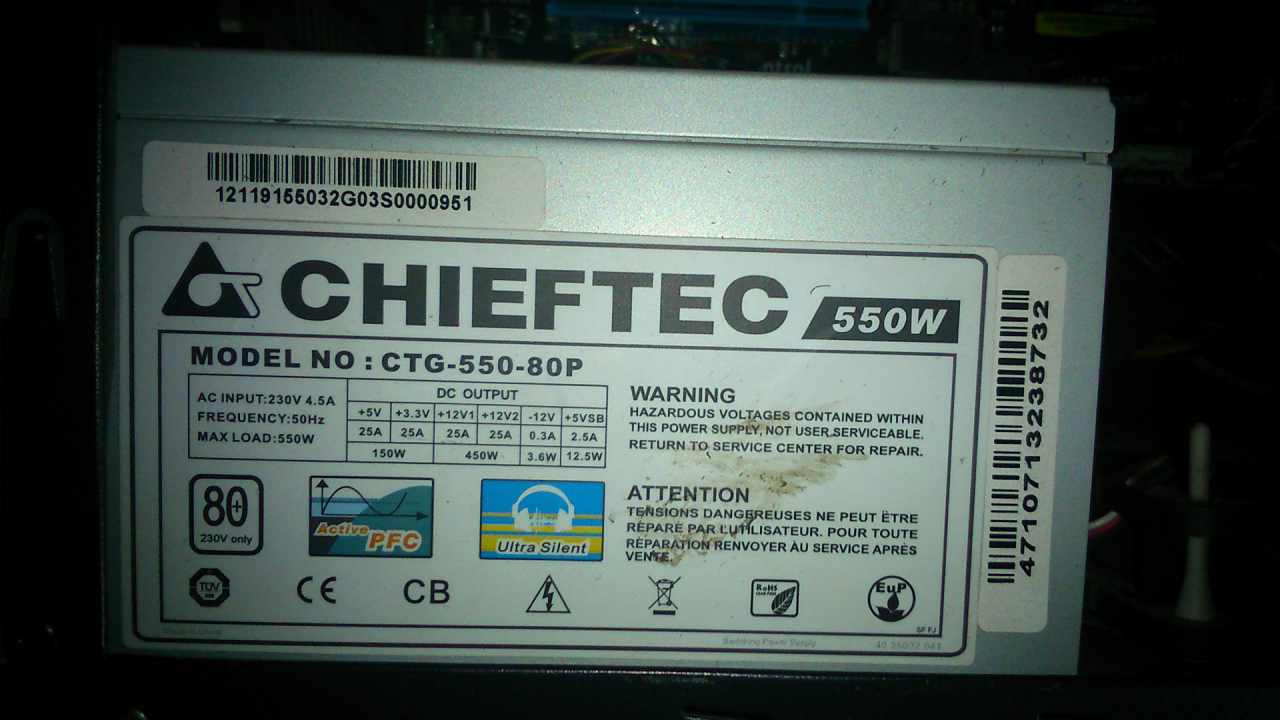 12119155032G03S0000951
CHIEFTEC 550W
MODEL NO : CTG-550-80P
AC INPUT:230V 4.5A
FREQUENCY:50Hz
MAX LOAD:550W
DC OUTPUT
+5V +3.3V +12V1 +12V2 -12V +5VSB
25A 25A 25A 25A 0.3A 2.5A
150W 450W 3.6W 12.5W
WARNING
HAZARDOUS VOLTAGES CONTAINED WITHIN
THIS POWER SUPPLY, NOT USER SERVICEABLE.
RETURN TO SERVICE CENTER FOR REPAIR.
ATTENTION
TENSIONS DANGEREUSES NE PEUT ËTRE
RÉPARÉ PAR L'UTILISATEUR. POUR TOUTE
RÉPARATION RENVOYER À SERVICE APRÈS
VENTE.
80+
230V only
Active PFC
Ultra Silent
TÜV
CE
CB
RoHS
EuP
SF FJ
Switching Power Supply
4710713238732